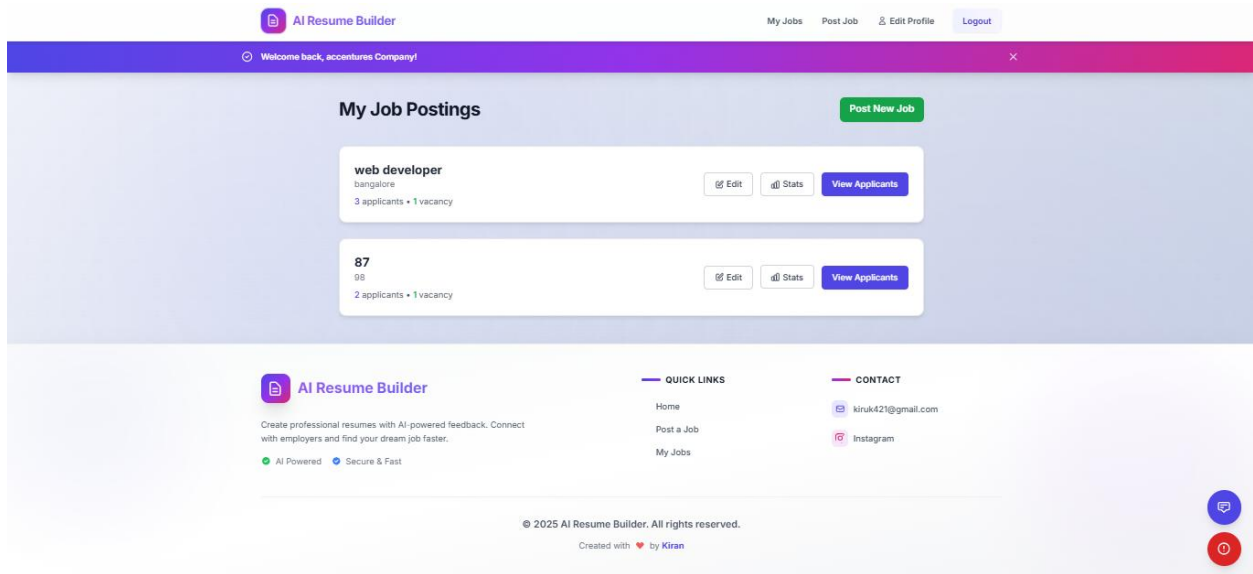 AI Resume Builder
My Jobs Post Job Edit Profile Logout
Welcome back, accentures Company!
My Job Postings
Post New Job
web developer
bangalore
3 applicants • 1 vacancy
Edit Stats View Applicants
87
98
2 applicants • 1 vacancy
Edit Stats View Applicants
AI Resume Builder
Create professional resumes with AI-powered feedback. Connect
with employers and find your dream job faster.
AI Powered Secure & Fast
QUICK LINKS
Home
Post a Job
My Jobs
CONTACT
kiruk421@gmail.com
Instagram
© 2025 AI Resume Builder. All rights reserved.
Created with ❤ by Kiran